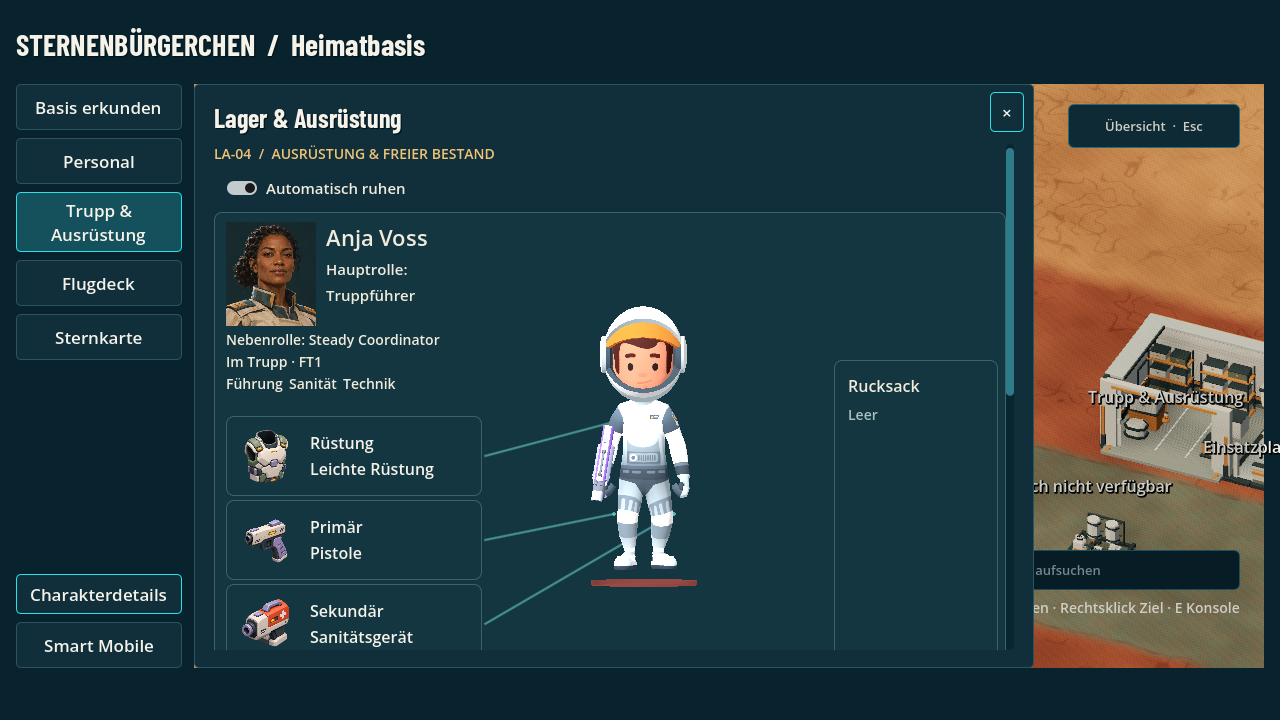 STERNENBÜRGERCHEN / Heimatbasis
Basis erkunden
Personal
Trupp &
Ausrüstung
Flugdeck
Sternkarte
Charakterdetails
Smart Mobile
Lager & Ausrüstung
×
LA-04 / AUSRÜSTUNG & FREIER BESTAND
Automatisch ruhen
Anja Voss
Hauptrolle:
Truppführer
Nebenrolle: Steady Coordinator
Im Trupp · FT1
Führung Sanität Technik
Rüstung
Leichte Rüstung
Primär
Pistole
Sekundär
Sanitätsgerät
Rucksack
Leer
Übersicht · Esc
Trupp & Ausrüstung
Einsatzpla
ch nicht verfügbar
aufsuchen
en · Rechtsklick Ziel · E Konsole